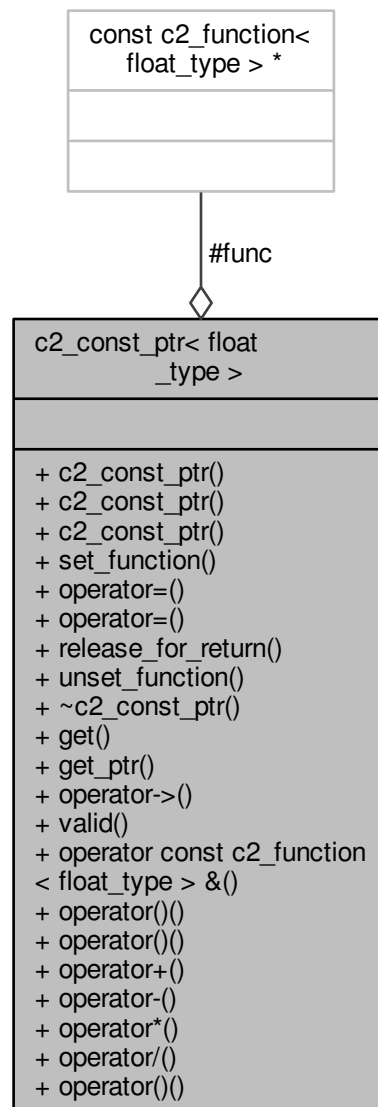 const c2_function<
float_type > *
#func
c2_const_ptr< float
_type >
+ c2_const_ptr()
+ c2_const_ptr()
+ c2_const_ptr()
+ set_function()
+ operator=()
+ operator=()
+ release_for_return()
+ unset_function()
+ ~c2_const_ptr()
+ get()
+ get_ptr()
+ operator->()
+ valid()
+ operator const c2_function
< float_type > &()
+ operator()()
+ operator()()
+ operator+()
+ operator-()
+ operator*()
+ operator/()
+ operator()()